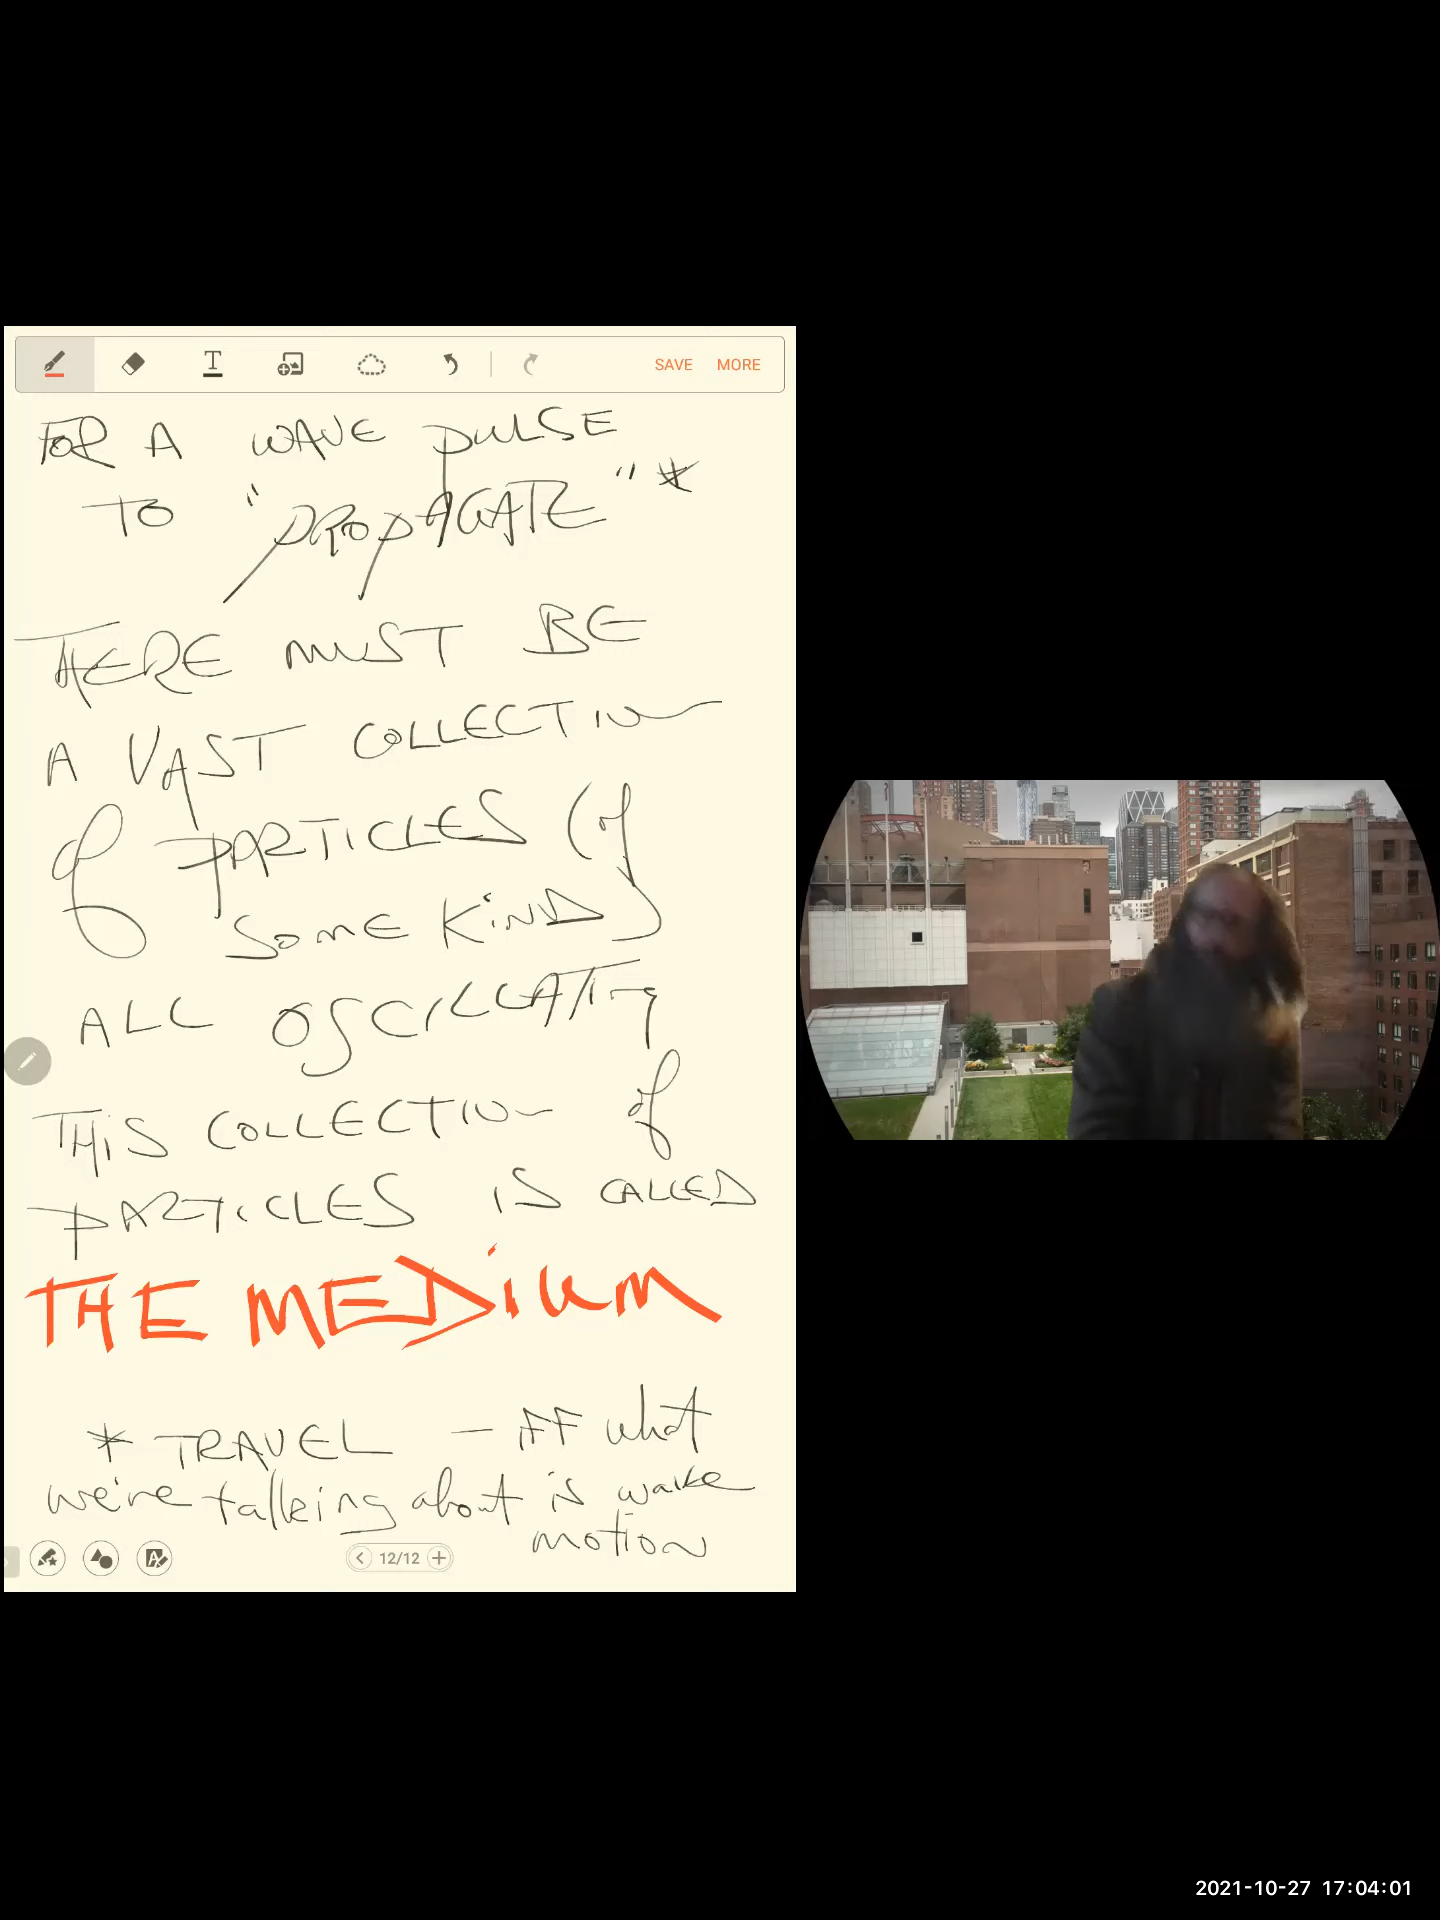 SAVE MORE
FOR A WAVE PULSE
TO "PROPAGATE" *
THERE MUST BE
A VAST COLLECTION
of PARTICLES (of
SOME KIND)
ALL OSCILLATING
THIS COLLECTION of
PARTICLES IS CALLED
THE MEDIUM
* TRAVEL — iFF what
we're talking about is wave
motion
12/12
2021-10-27 17:04:01